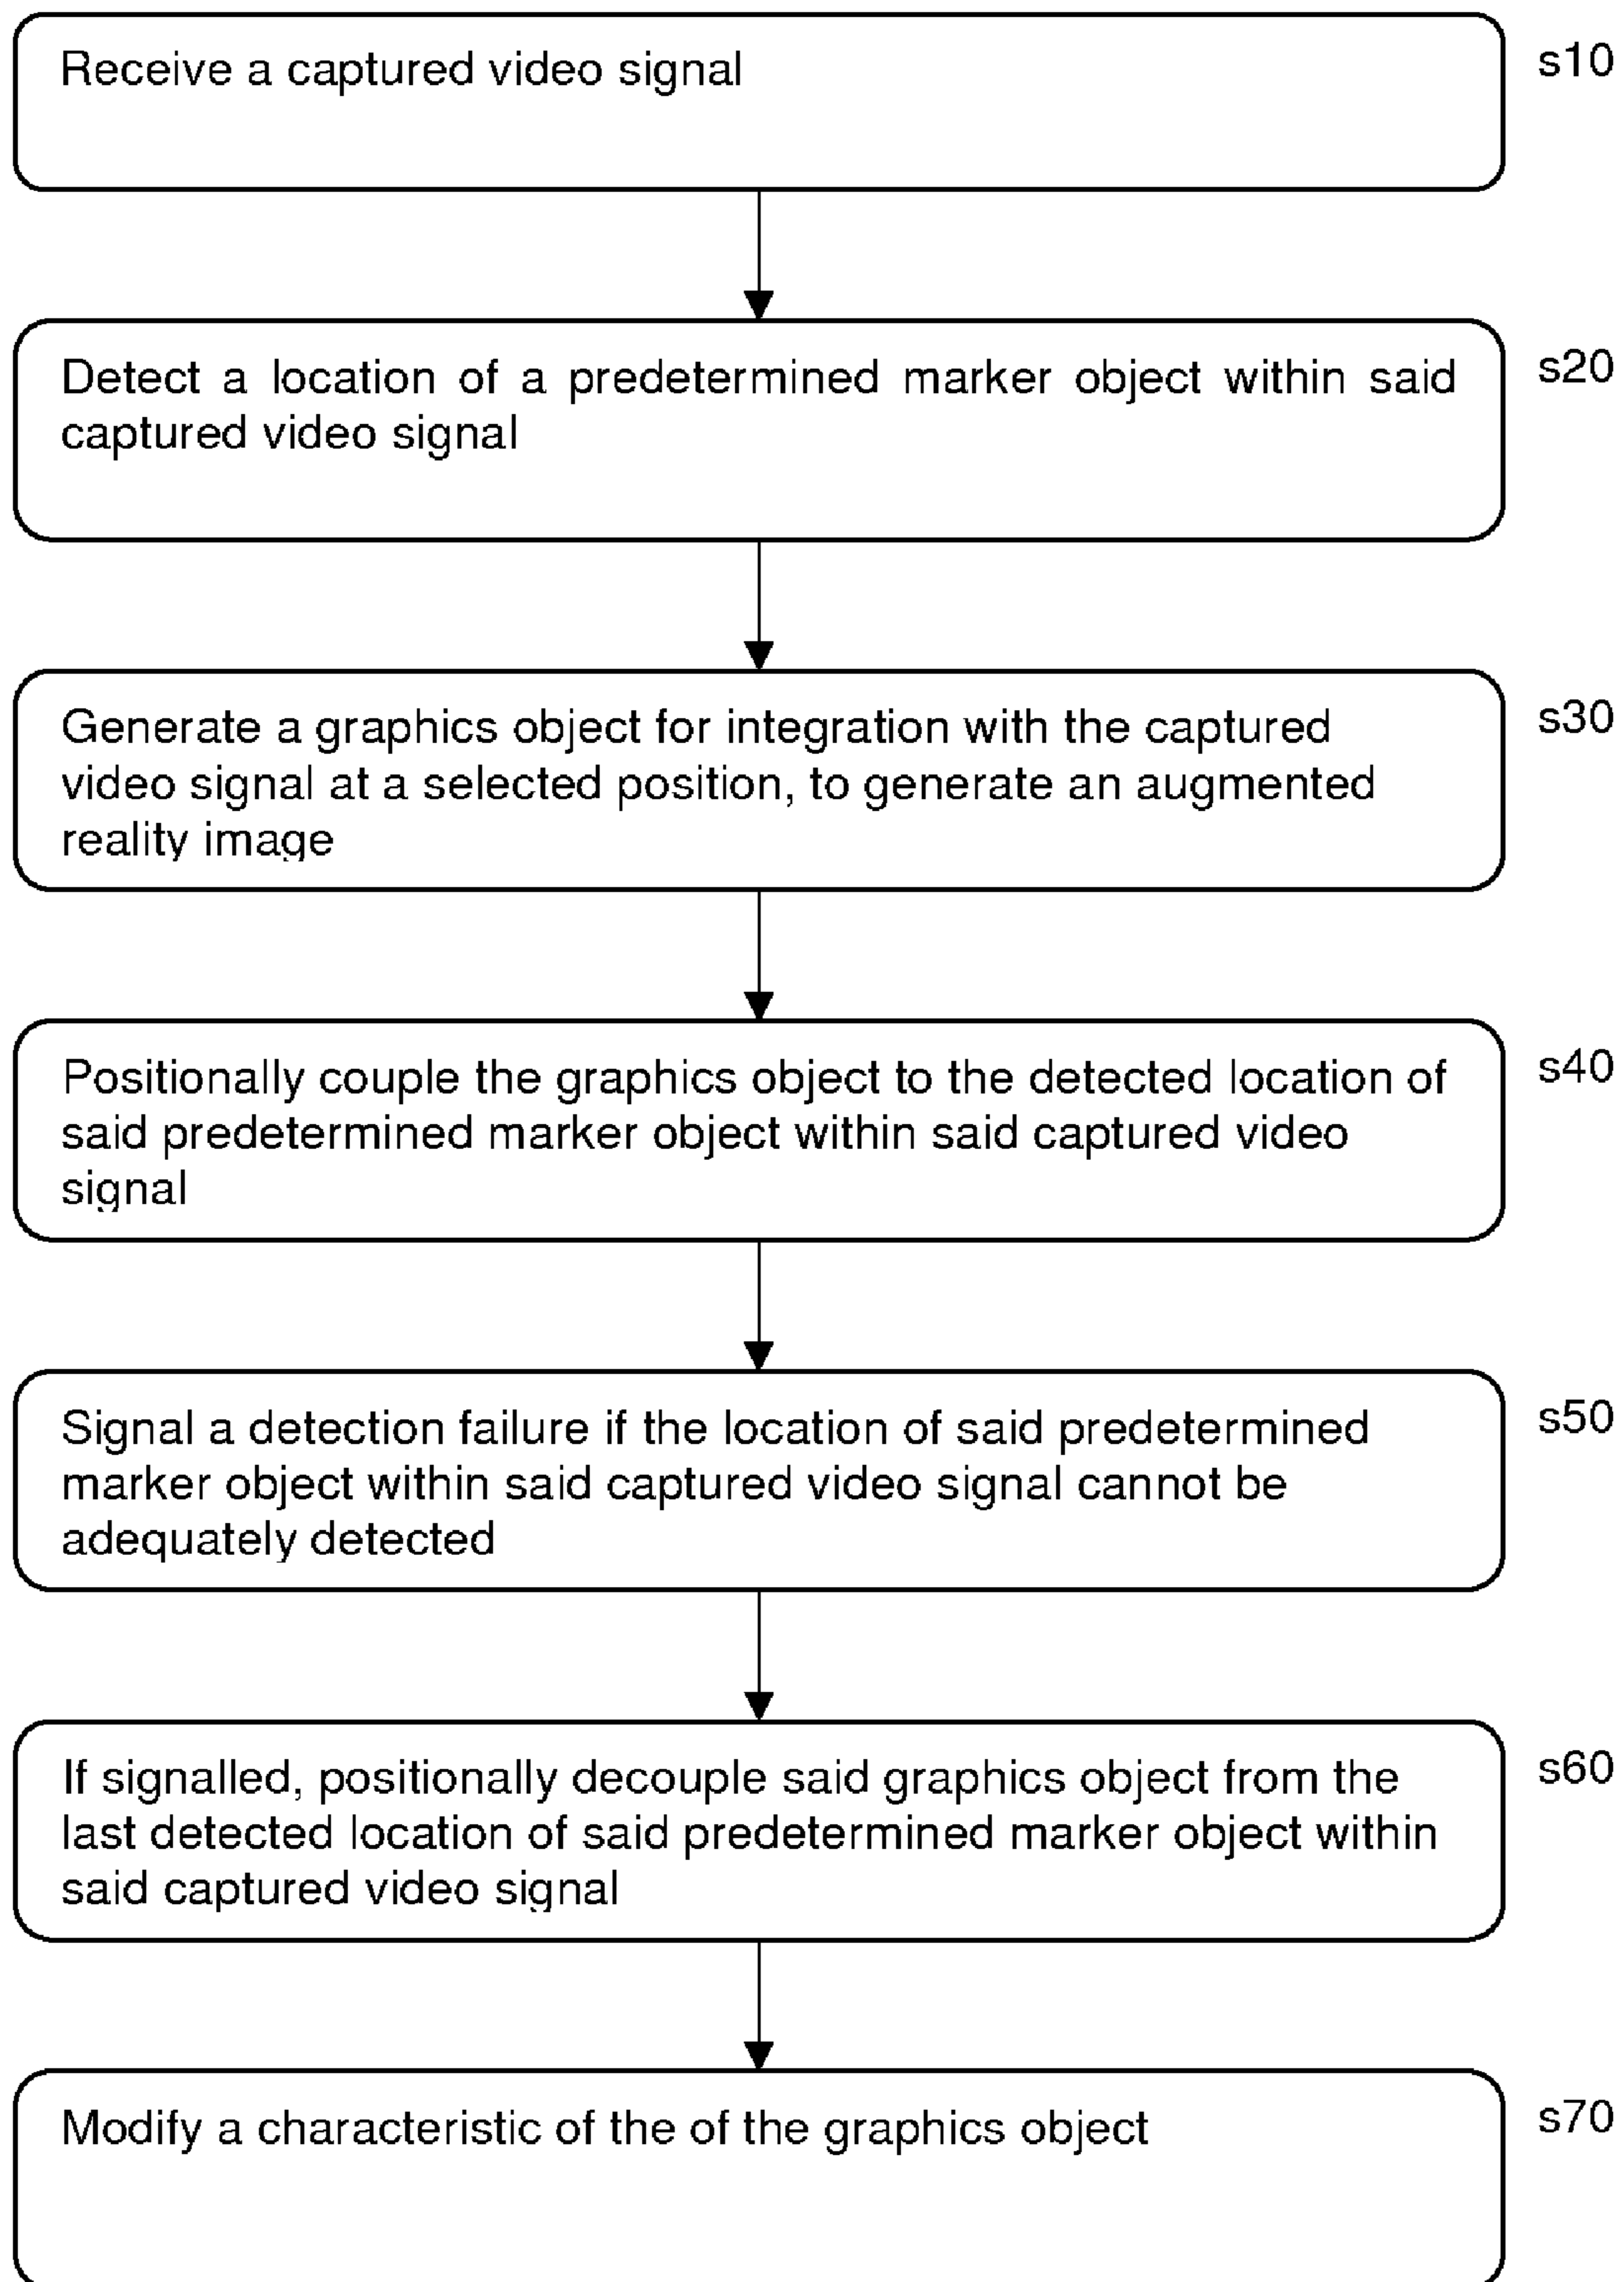 Receive a captured video signal
s10
Detect a location of a predetermined marker object within said
captured video signal
s20
Generate a graphics object for integration with the captured
video signal at a selected position, to generate an augmented
reality image
s30
Positionally couple the graphics object to the detected location of
said predetermined marker object within said captured video
signal
s40
Signal a detection failure if the location of said predetermined
marker object within said captured video signal cannot be
adequately detected
s50
If signalled, positionally decouple said graphics object from the
last detected location of said predetermined marker object within
said captured video signal
s60
Modify a characteristic of the of the graphics object
s70